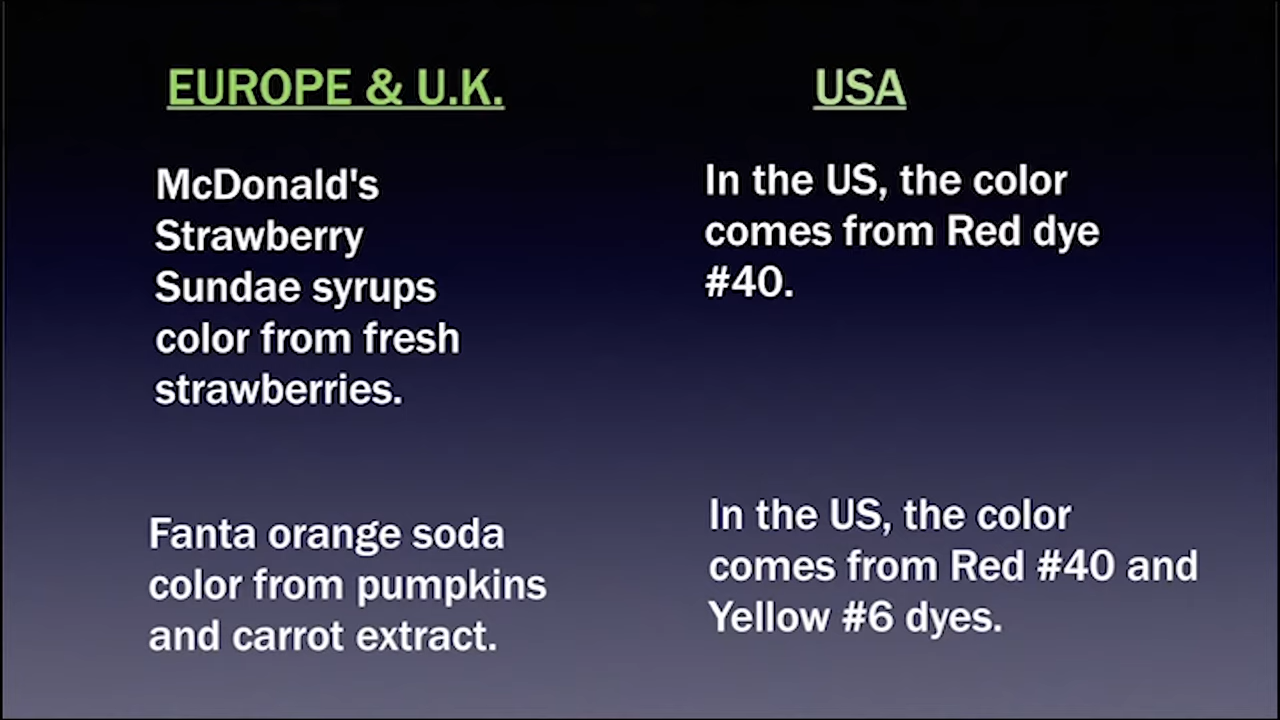 EUROPE & U.K.
McDonald's
Strawberry
Sundae syrups
color from fresh
strawberries.
Fanta orange soda
color from pumpkins
and carrot extract.
USA
In the US, the color
comes from Red dye
#40.
In the US, the color
comes from Red #40 and
Yellow #6 dyes.